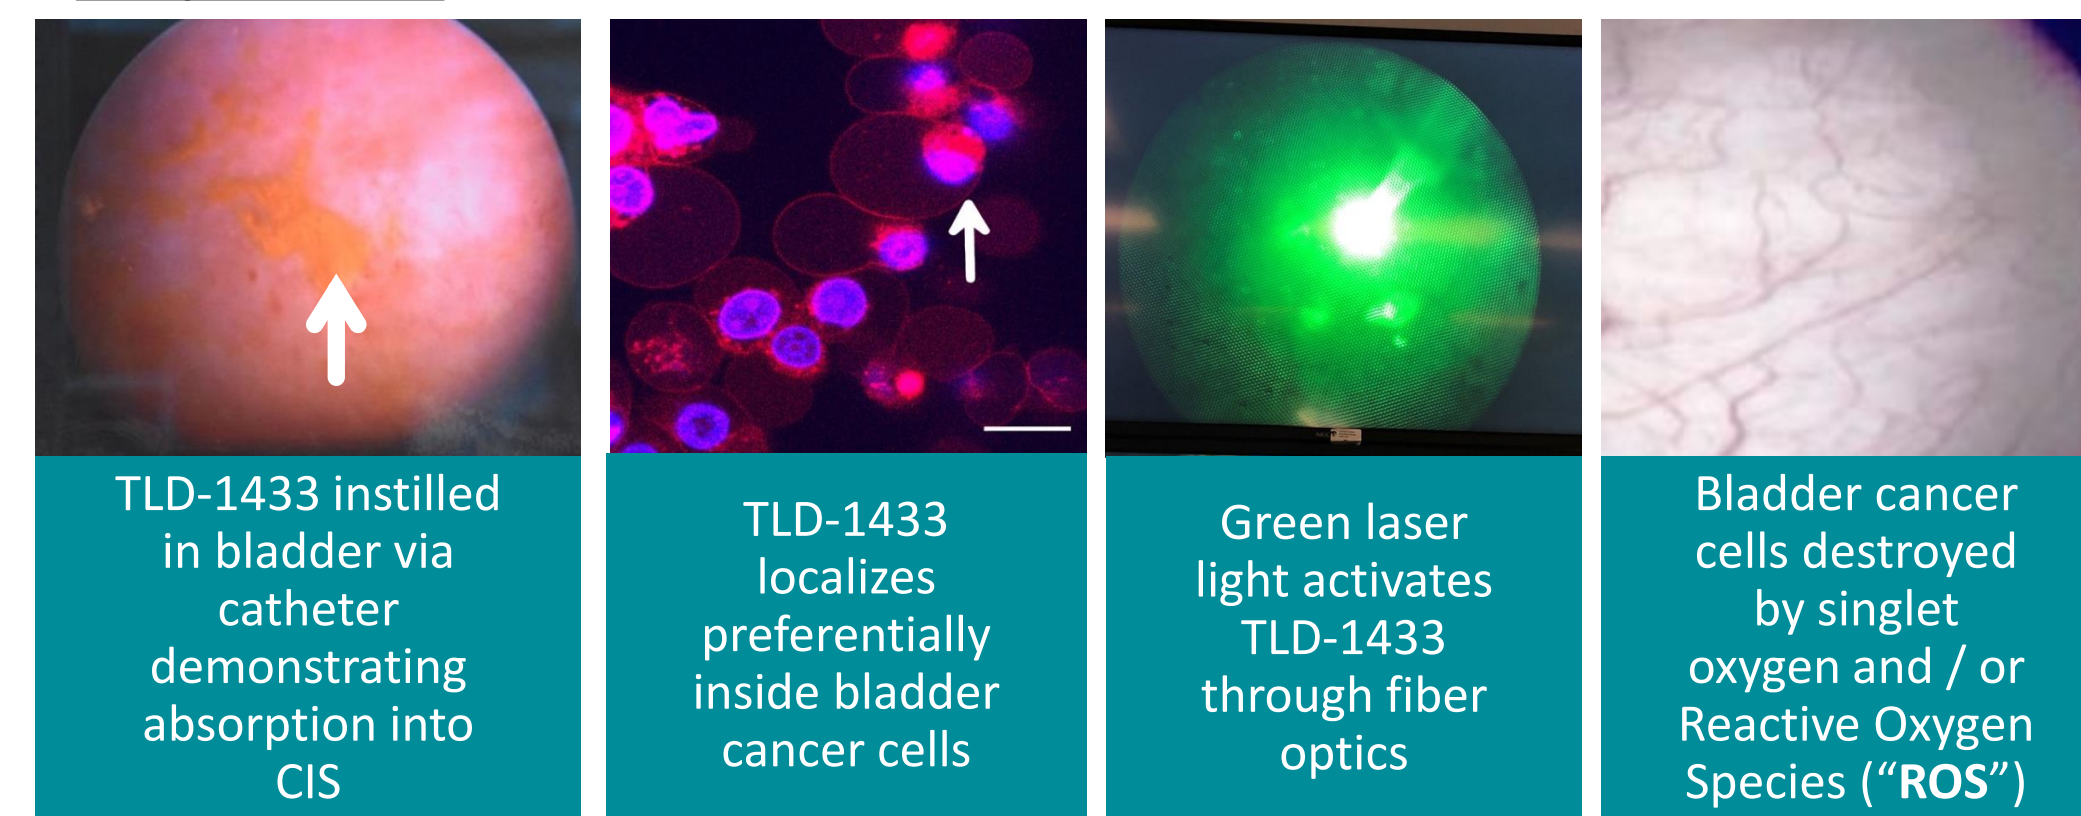 TLD-1433 instilled
in bladder via
catheter
demonstrating
absorption into
CIS
TLD-1433
localizes
preferentially
inside bladder
cancer cells
Green laser
light activates
TLD-1433
through fiber
optics
Bladder cancer
cells destroyed
by singlet
oxygen and / or
Reactive Oxygen
Species (“ROS”)